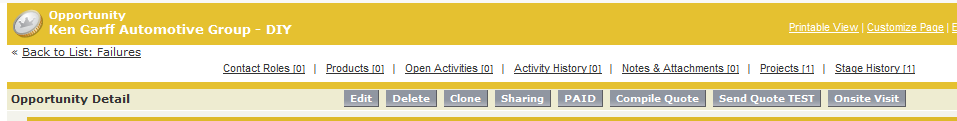 Opportunity
Ken Garff Automotive Group - DIY
Printable View | Customize Page |
« Back to List: Failures
Contact Roles [0] | Products [0] | Open Activities [0] | Activity History [0] | Notes & Attachments [0] | Projects [1] | Stage History [1]
Opportunity Detail Edit Delete Clone Sharing PAID Compile Quote Send Quote TEST Onsite Visit